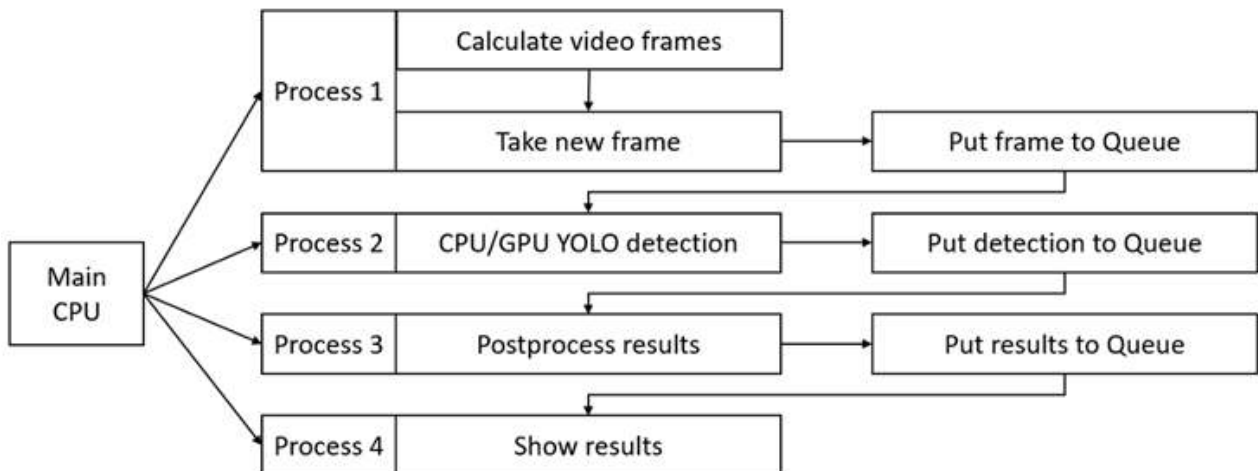 Calculate video frames
Process 1
Take new frame
Put frame to Queue
Process 2
CPU/GPU YOLO detection
Put detection to Queue
Main
CPU
Process 3
Postprocess results
Put results to Queue
Process 4
Show results